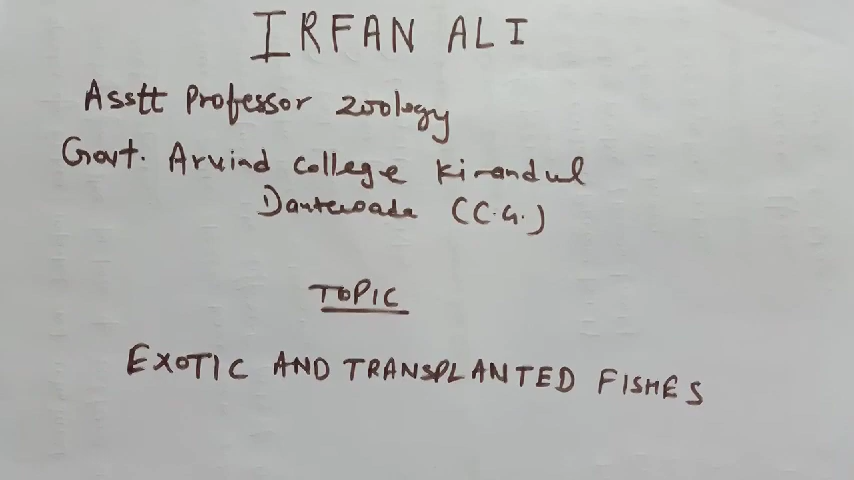 IRFAN ALI
Asstt Professor Zoology
Govt. Arvind College Kirandul
Dantewada (C.G.)
TOPIC
EXOTIC AND TRANSPLANTED FISHES